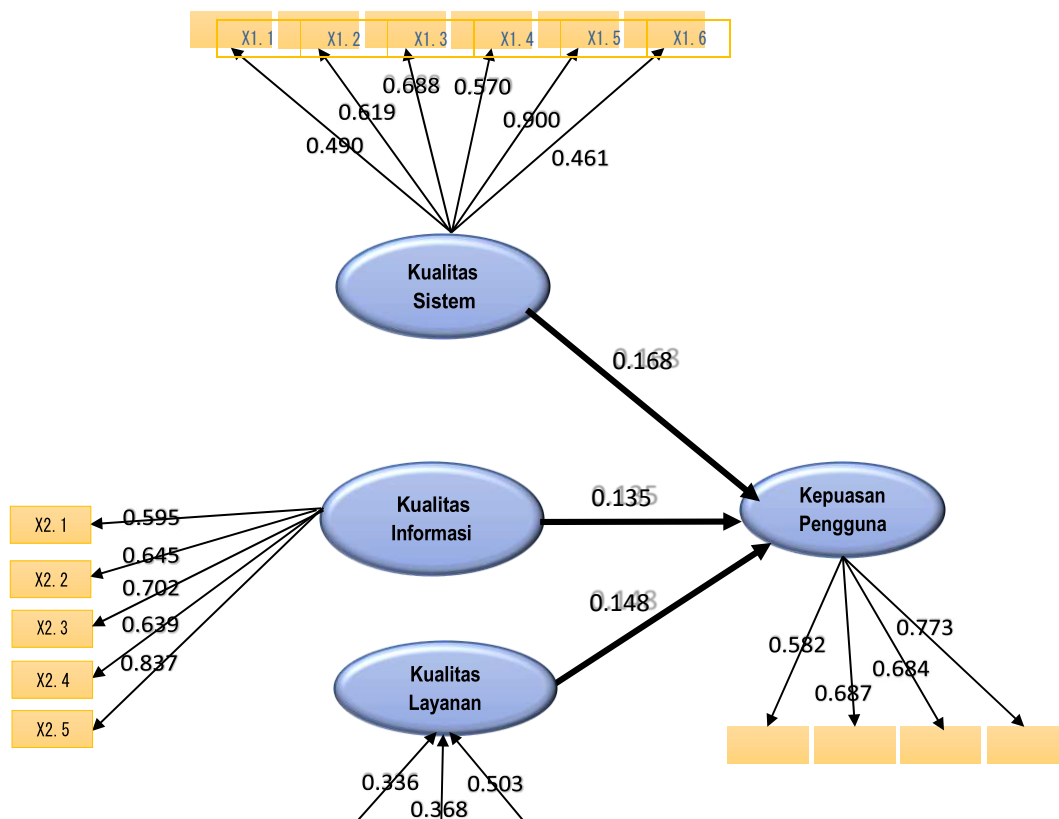 X1.1 X1.2 X1.3 X1.4 X1.5 X1.6
0.688 0.570
0.619 0.900
0.490 0.461
Kualitas
Sistem
0.168
Kualitas
Informasi
0.135
Kepuasan
Pengguna
X2.1 0.595
X2.2 0.645
0.702
X2.3 0.639
X2.4 0.837
X2.5
0.148
Kualitas
Layanan
0.582 0.773
0.687 0.684
0.336 0.503
0.368